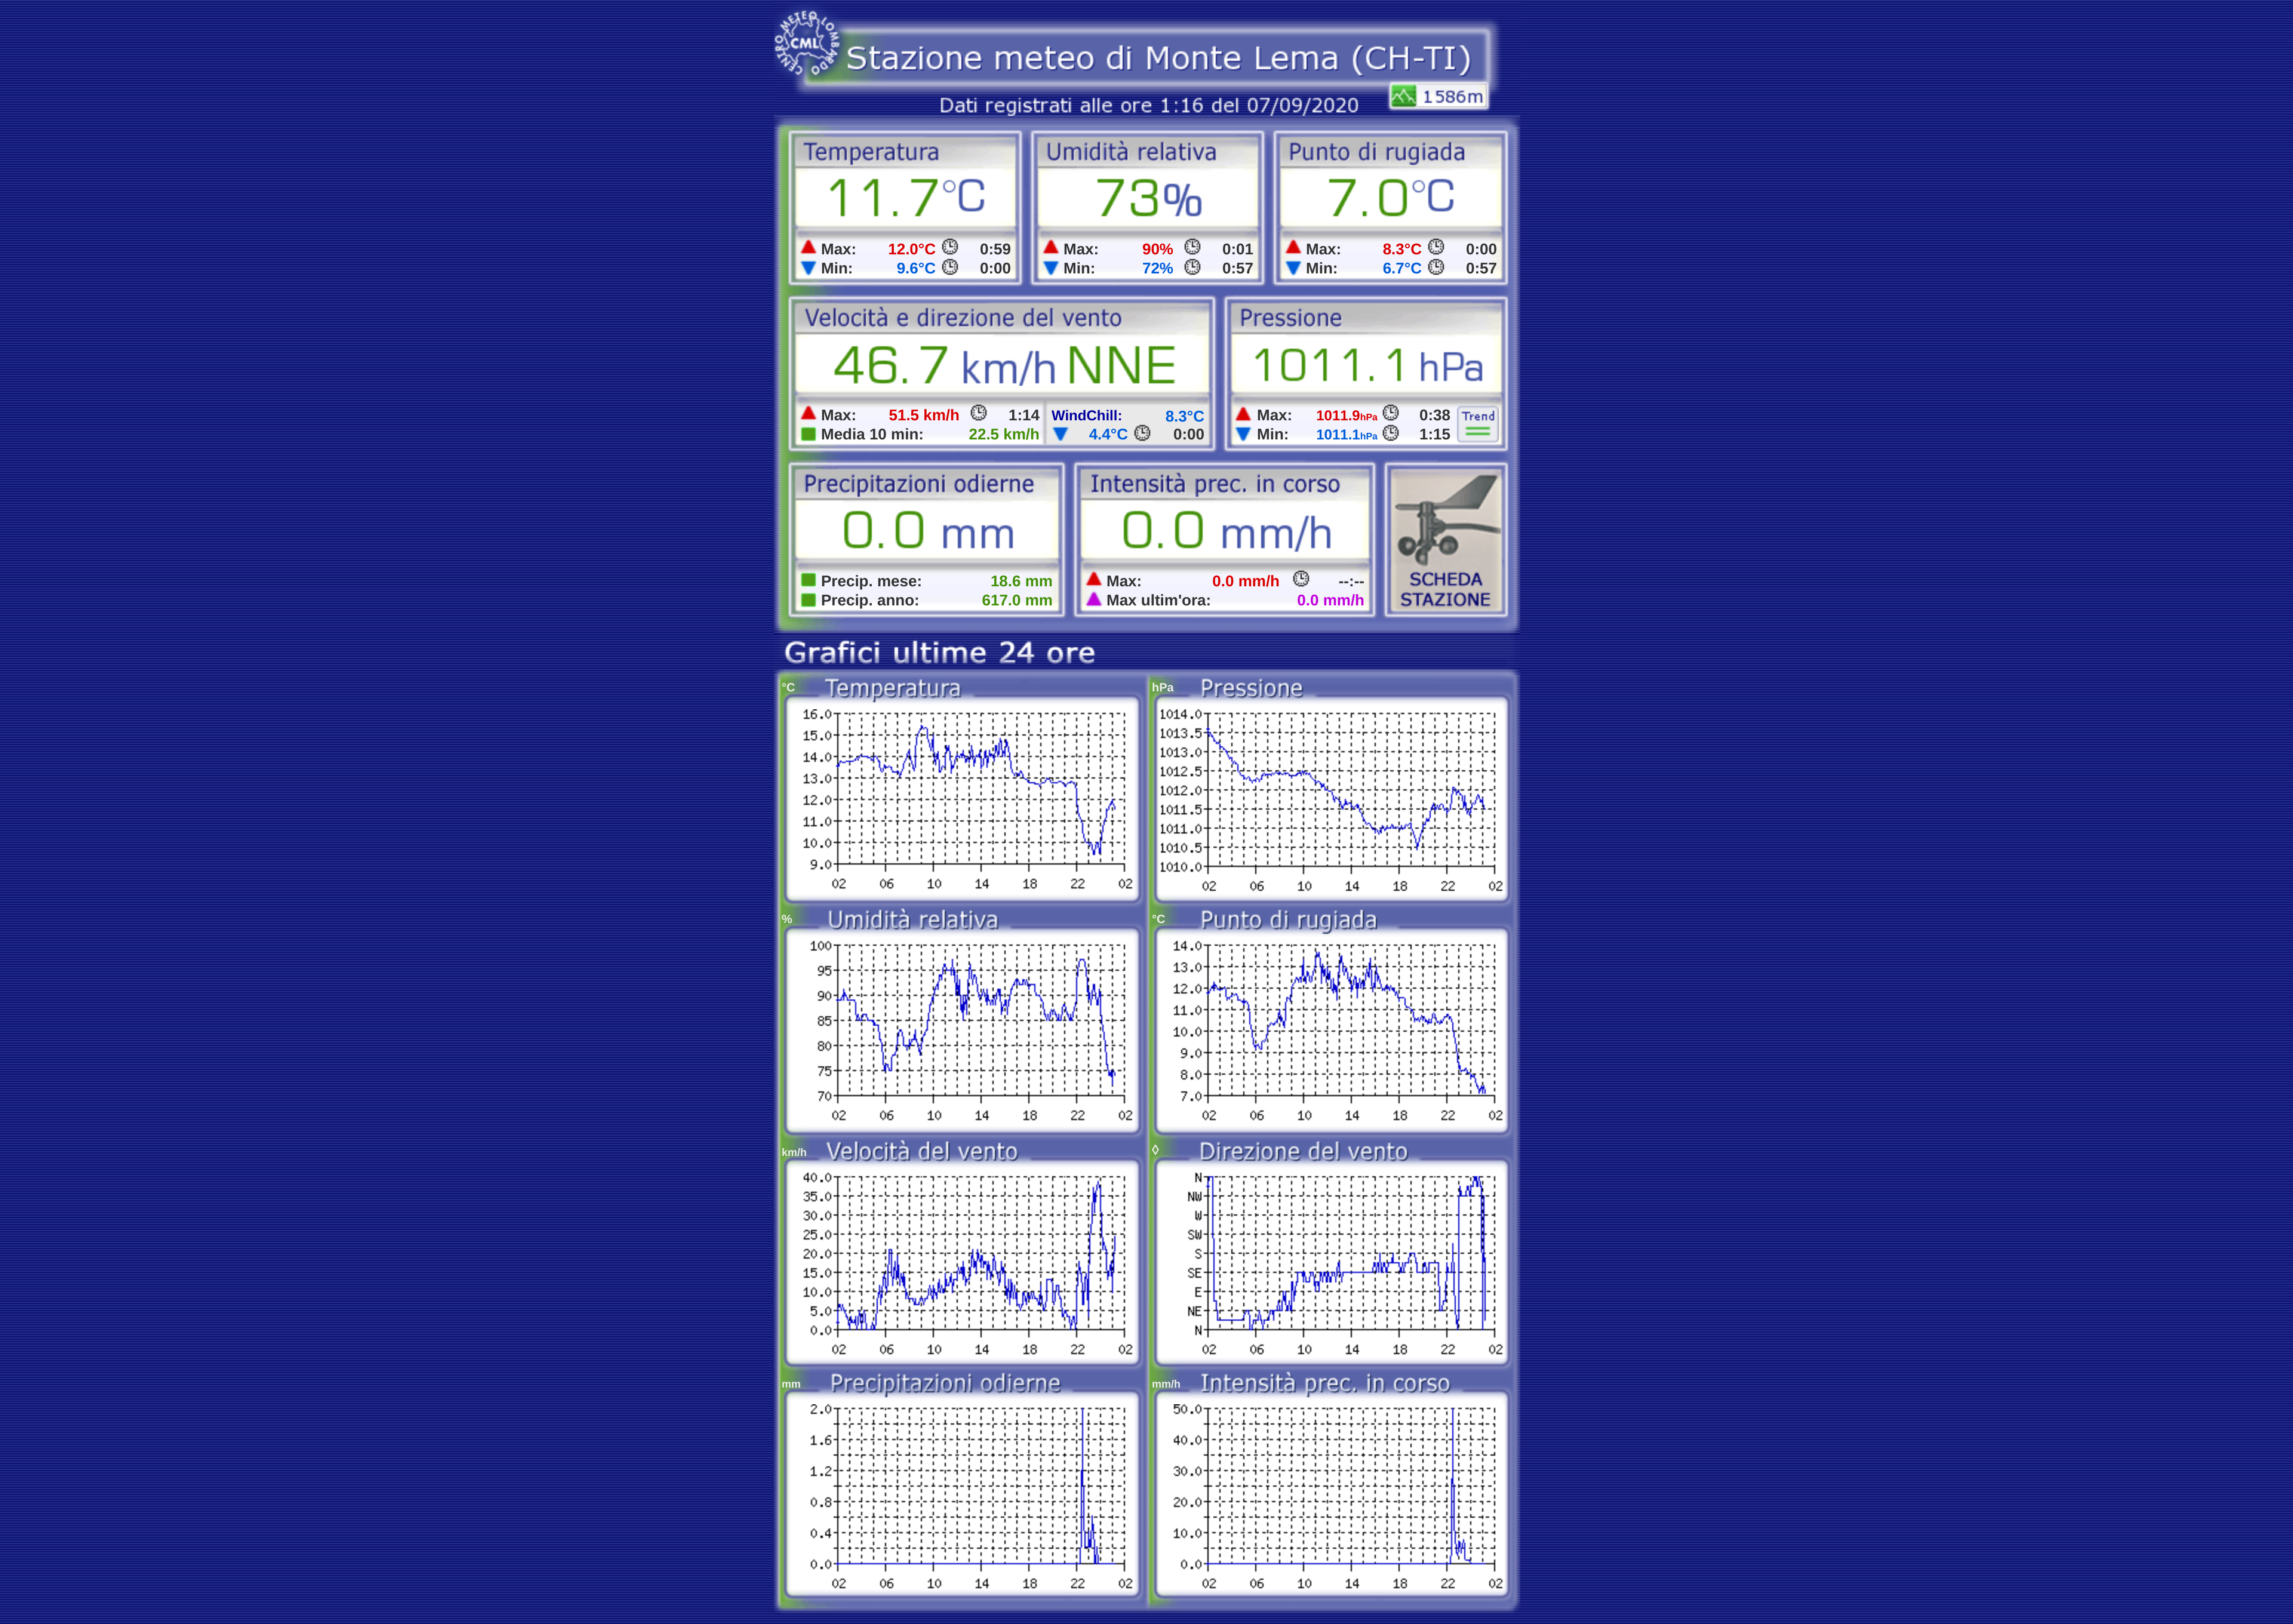 CENTRO METEO LOMBARDO
CML
Stazione meteo di Monte Lema (CH-TI)
1586m
Dati registrati alle ore 1:16 del 07/09/2020
Temperatura
11.7°C
Max: 12.0°C 0:59
Min: 9.6°C 0:00
Umidità relativa
73%
Max: 90% 0:01
Min: 72% 0:57
Punto di rugiada
7.0°C
Max: 8.3°C 0:00
Min: 6.7°C 0:57
Velocità e direzione del vento
46.7 km/h NNE
Max: 51.5 km/h 1:14
Media 10 min: 22.5 km/h
WindChill: 8.3°C
4.4°C 0:00
Pressione
1011.1 hPa
Max: 1011.9hPa 0:38
Min: 1011.1hPa 1:15
Trend
Precipitazioni odierne
0.0 mm
Precip. mese: 18.6 mm
Precip. anno: 617.0 mm
Intensità prec. in corso
0.0 mm/h
Max: 0.0 mm/h --:--
Max ultim'ora: 0.0 mm/h
SCHEDA
STAZIONE
Grafici ultime 24 ore
°C Temperatura
16.0
15.0
14.0
13.0
12.0
11.0
10.0
9.0
02 06 10 14 18 22 02
hPa Pressione
1014.0
1013.5
1013.0
1012.5
1012.0
1011.5
1011.0
1010.5
1010.0
02 06 10 14 18 22 02
% Umidità relativa
100
95
90
85
80
75
70
02 06 10 14 18 22 02
°C Punto di rugiada
14.0
13.0
12.0
11.0
10.0
9.0
8.0
7.0
02 06 10 14 18 22 02
km/h Velocità del vento
40.0
35.0
30.0
25.0
20.0
15.0
10.0
5.0
0.0
02 06 10 14 18 22 02
◊ Direzione del vento
N
NW
W
SW
S
SE
E
NE
N
02 06 10 14 18 22 02
mm Precipitazioni odierne
2.0
1.6
1.2
0.8
0.4
0.0
02 06 10 14 18 22 02
mm/h Intensità prec. in corso
50.0
40.0
30.0
20.0
10.0
0.0
02 06 10 14 18 22 02